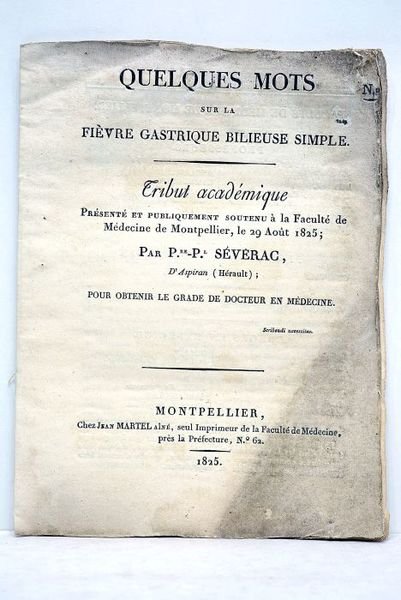 QUELQUES MOTS
N.º
SUR LA
FIÈVRE GASTRIQUE BILIEUSE SIMPLE.
Tribut académique
PRÉSENTÉ ET PUBLIQUEMENT SOUTENU à la Faculté de
Médecine de Montpellier, le 29 Août 1825;
PAR P.RE-P.L SÉVÉRAC,
D'Aspiran (Hérault);
POUR OBTENIR LE GRADE DE DOCTEUR EN MÉDECINE.
Scribendi necessitas.
MONTPELLIER,
Chez JEAN MARTEL AÎNÉ, seul Imprimeur de la Faculté de Médecine,
près la Préfecture, N.º 62.
1825.